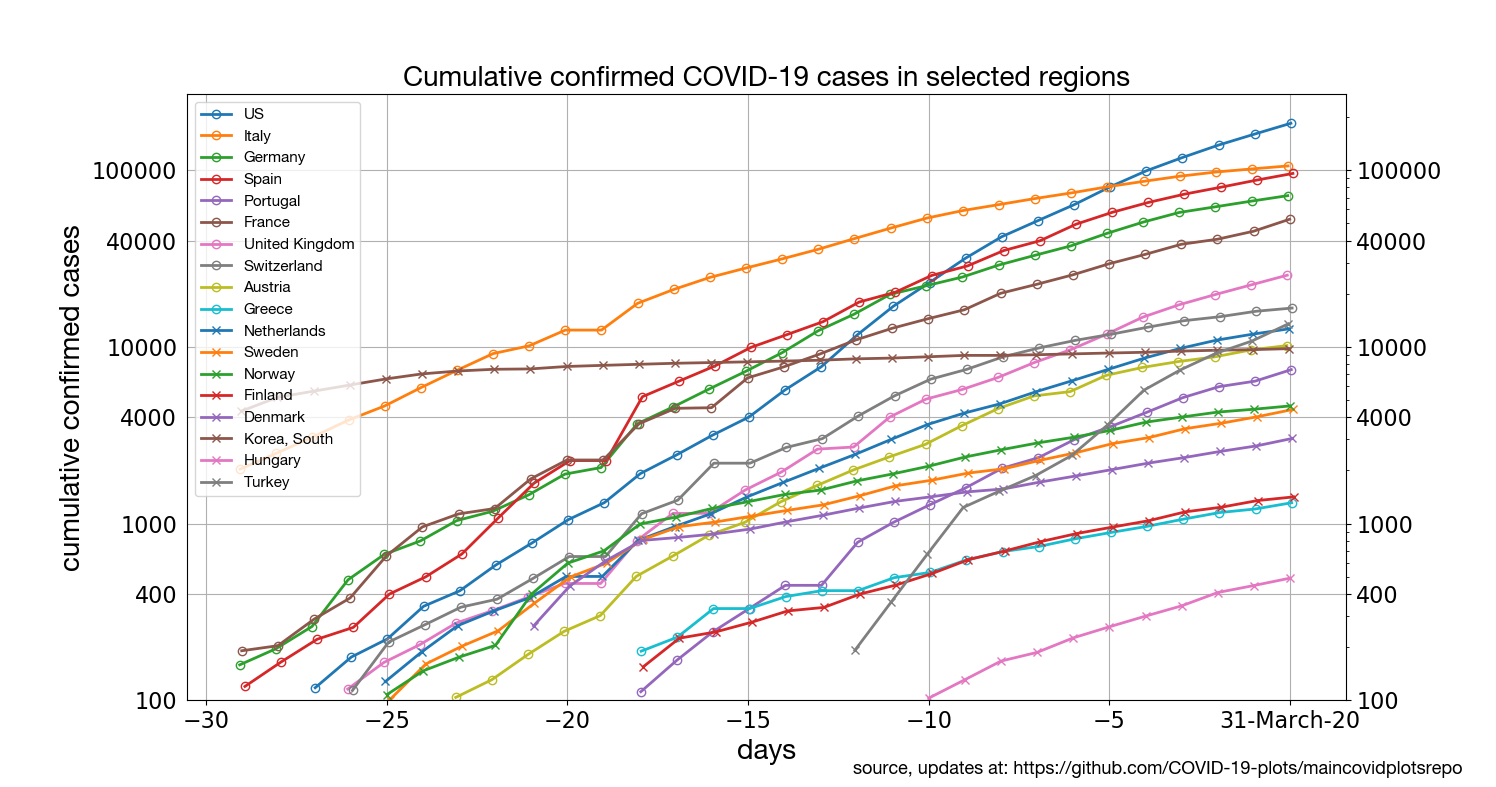 Cumulative confirmed COVID-19 cases in selected regions
US
Italy
Germany
Spain
Portugal
France
United Kingdom
Switzerland
Austria
Greece
Netherlands
Sweden
Norway
Finland
Denmark
Korea, South
Hungary
Turkey
cumulative confirmed cases
100000
40000
10000
4000
1000
400
100
100000
40000
10000
4000
1000
400
100
−30 −25 −20 −15 −10 −5 31-March-20
days
source, updates at: https://github.com/COVID-19-plots/maincovidplotsrepo